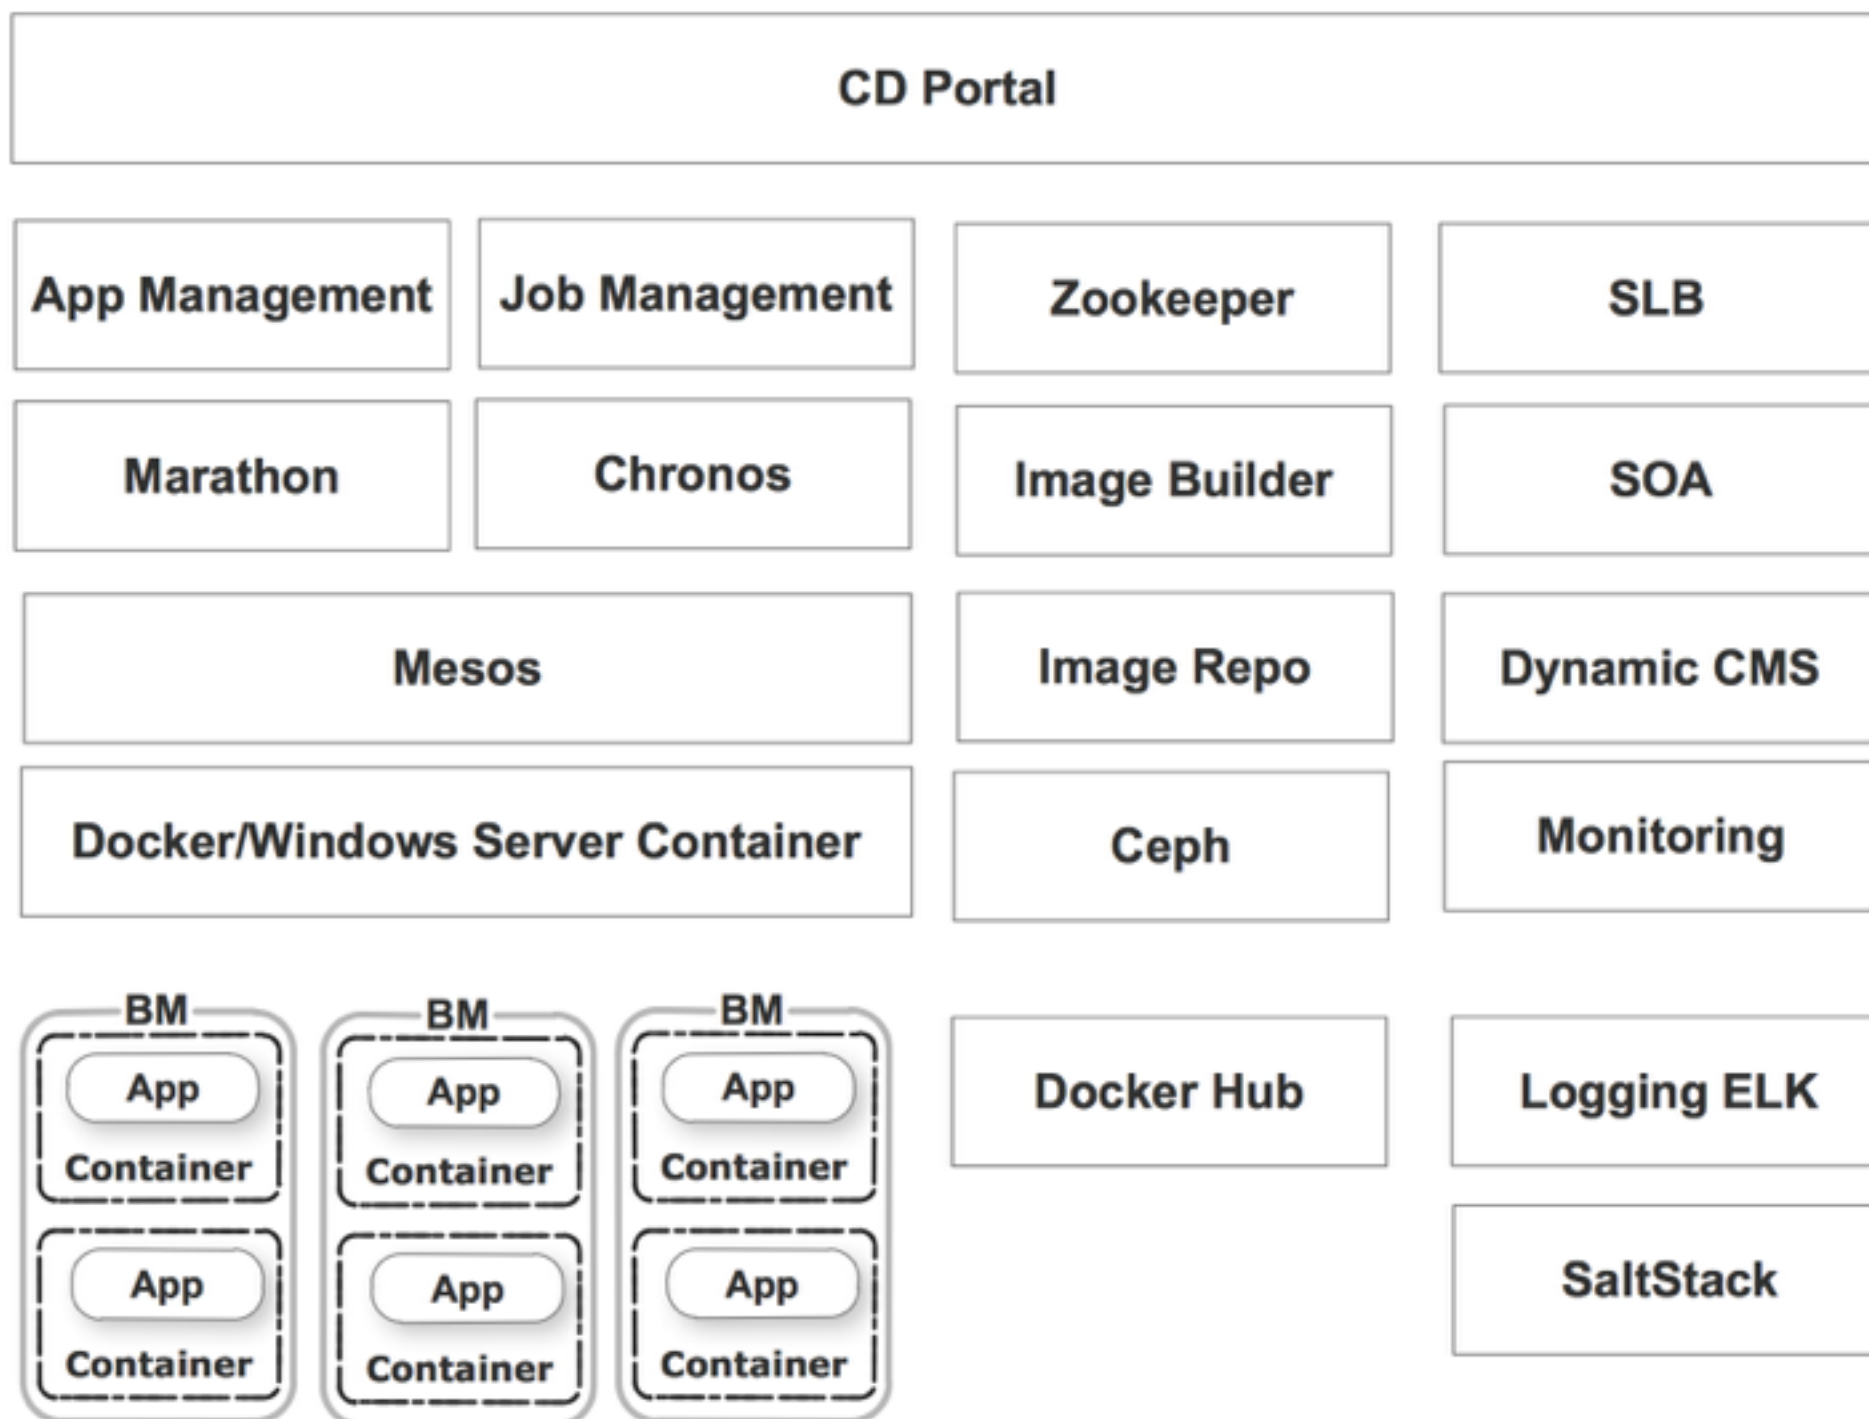 CD Portal
App Management
Job Management
Zookeeper
SLB
Marathon
Chronos
Image Builder
SOA
Mesos
Image Repo
Dynamic CMS
Docker/Windows Server Container
Ceph
Monitoring
BM
BM
BM
App
App
App
Container
Container
Container
App
App
App
Container
Container
Container
Docker Hub
Logging ELK
SaltStack